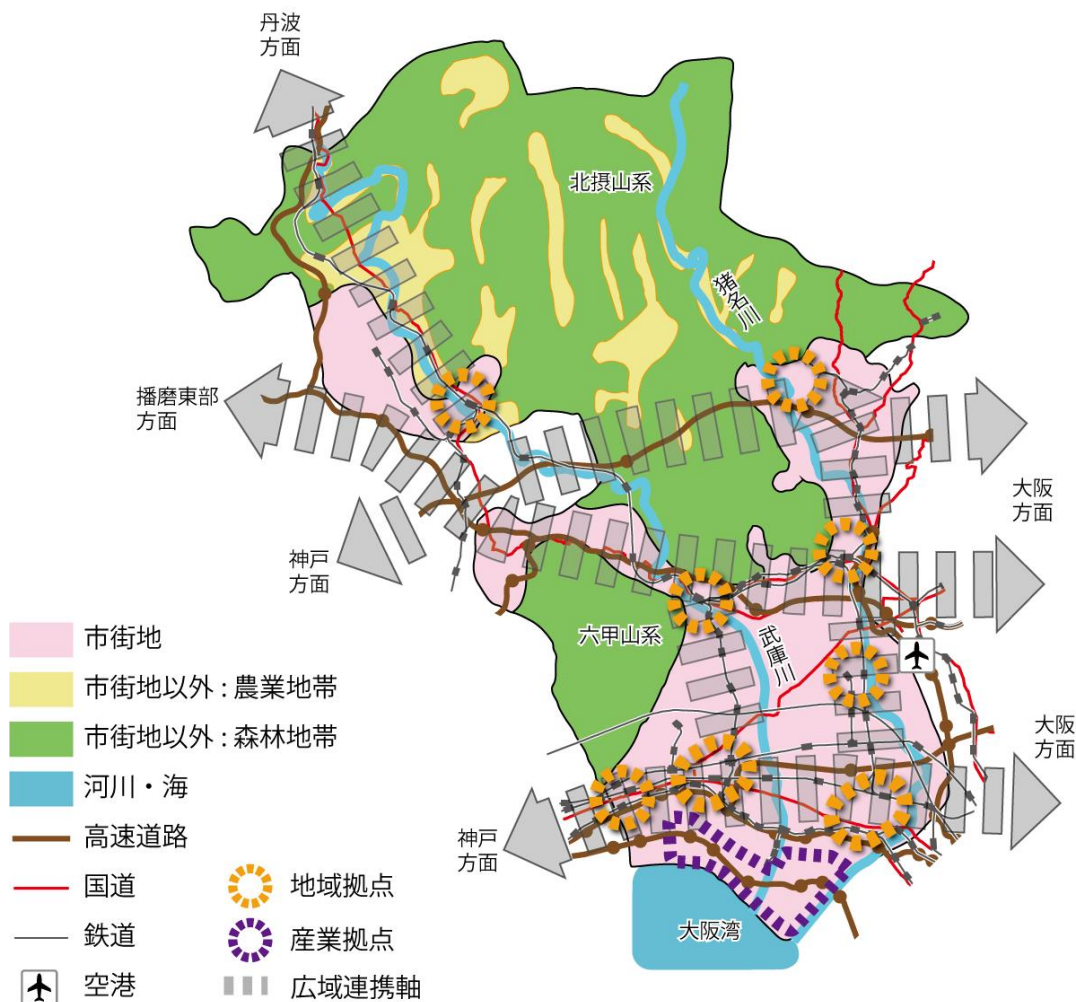 丹波
方面
北摂山系
猪名川
播磨東部
方面
大阪
方面
神戸
方面
六甲山系
武庫川
大阪
方面
神戸
方面
大阪湾
市街地
市街地以外：農業地帯
市街地以外：森林地帯
河川・海
高速道路
国道
鉄道
空港
地域拠点
産業拠点
広域連携軸